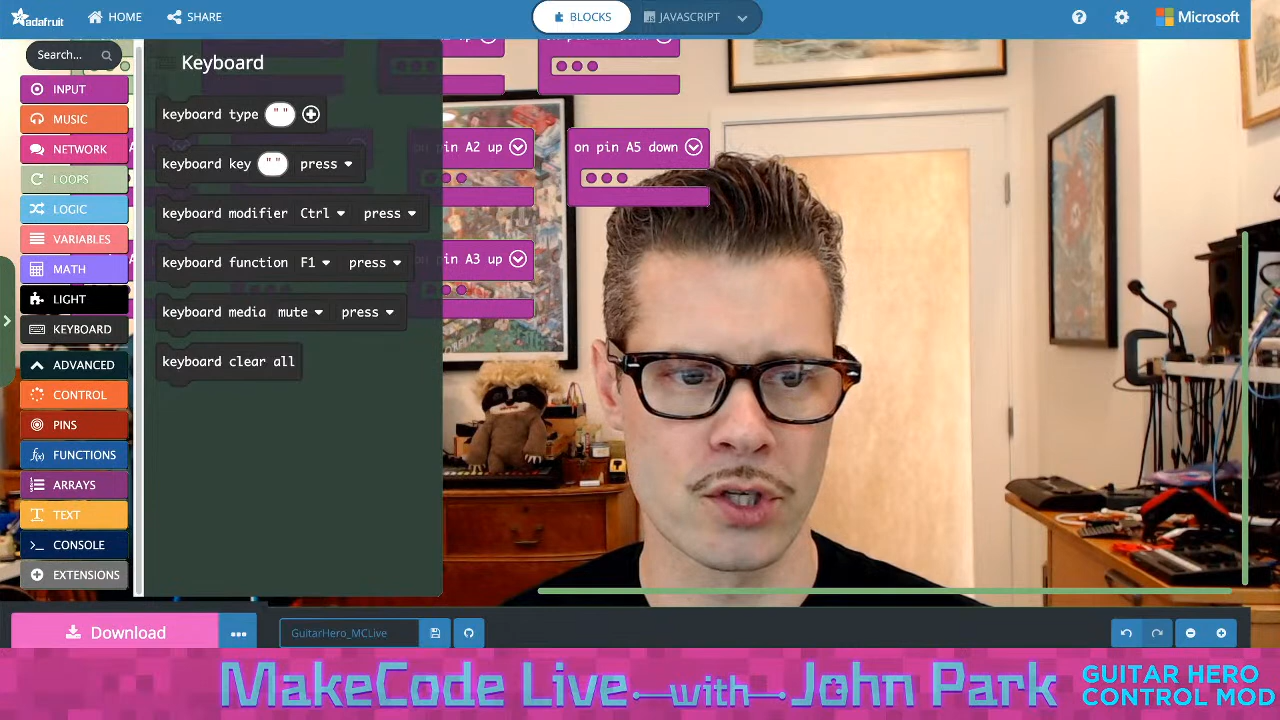 adafruit HOME SHARE BLOCKS JAVASCRIPT ? Microsoft
Search...
INPUT
MUSIC
NETWORK
LOOPS
LOGIC
VARIABLES
MATH
LIGHT
KEYBOARD
ADVANCED
CONTROL
PINS
FUNCTIONS
ARRAYS
TEXT
CONSOLE
EXTENSIONS
Keyboard
keyboard type " "
keyboard key " " press
keyboard modifier Ctrl press
keyboard function F1 press
keyboard media mute press
keyboard clear all
on pin A2 up
on pin A5 down
on pin A3 up
Download ... GuitarHero_MCLive
MakeCode Live with John Park
GUITAR HERO
CONTROL MOD